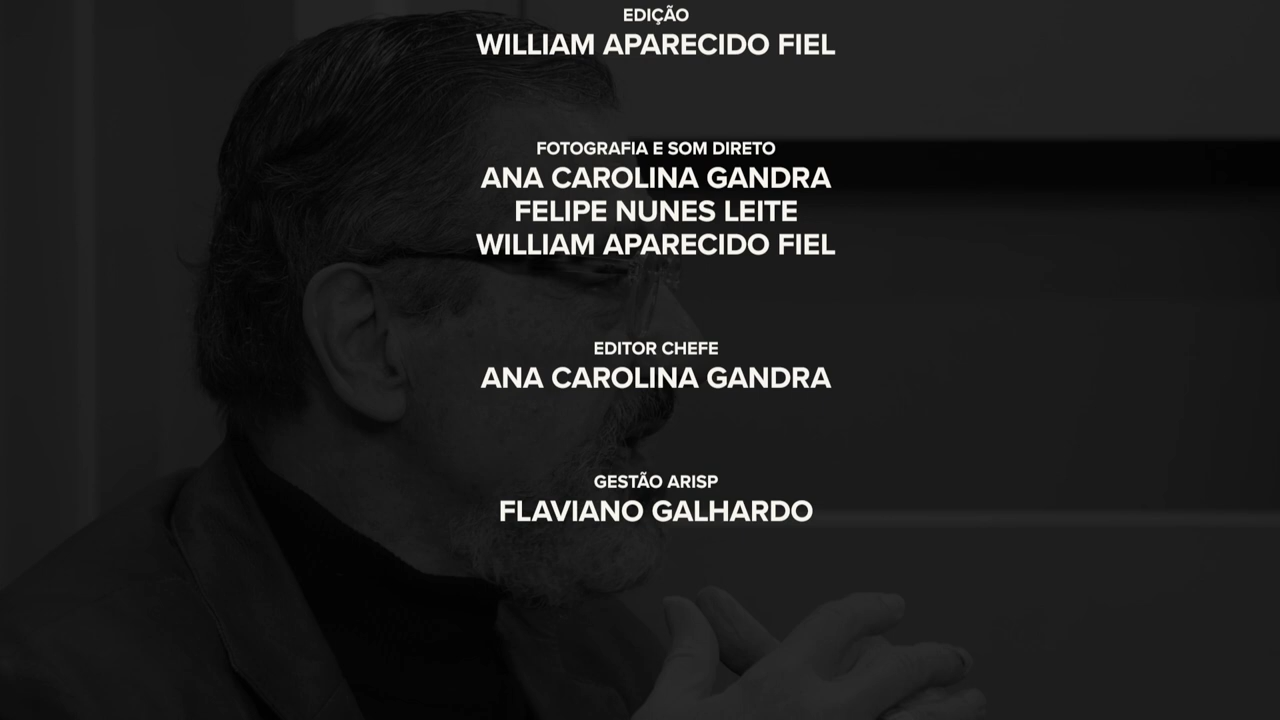 EDIÇÃO
WILLIAM APARECIDO FIEL
FOTOGRAFIA E SOM DIRETO
ANA CAROLINA GANDRA
FELIPE NUNES LEITE
WILLIAM APARECIDO FIEL
EDITOR CHEFE
ANA CAROLINA GANDRA
GESTÃO ARISP
FLAVIANO GALHARDO